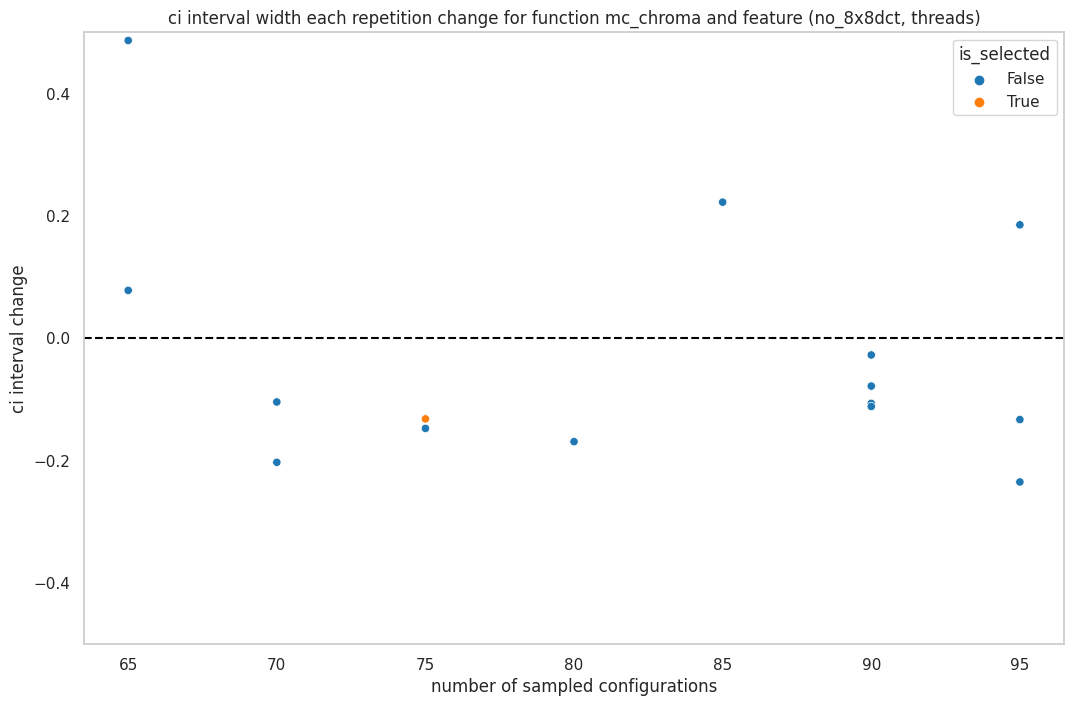 ci interval width each repetition change for function mc_chroma and feature (no_8x8dct, threads)
is_selected
False
True
0.4
0.2
0.0
−0.2
−0.4
ci interval change
65 70 75 80 85 90 95
number of sampled configurations